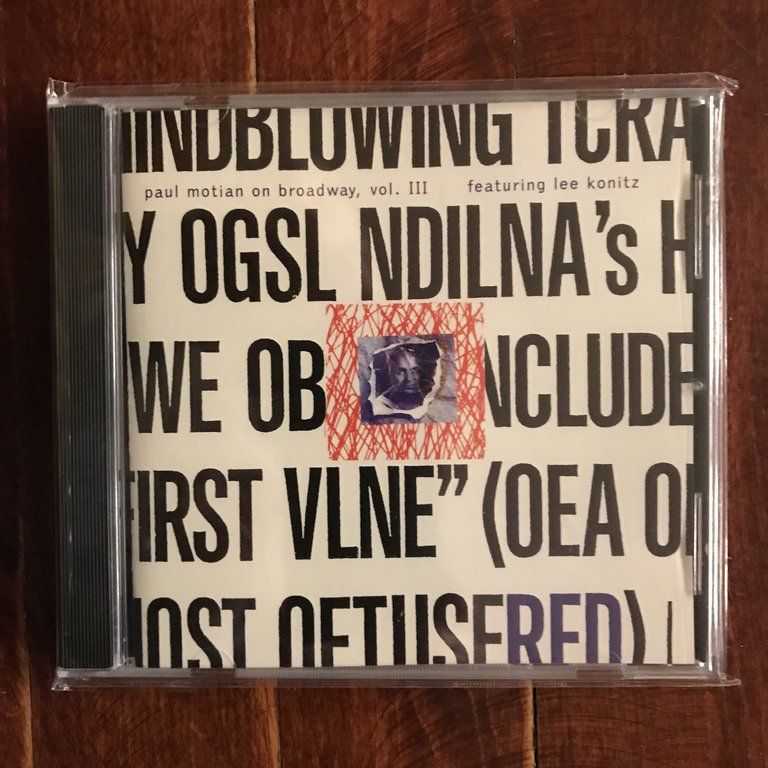 INDBLOWING TCRA
paul motian on broadway, vol. III featuring lee konitz
Y OGSL NDILNA's H
WE OB NCLUDE
FIRST VLNE” (OEA O
OST OFTUSERED)